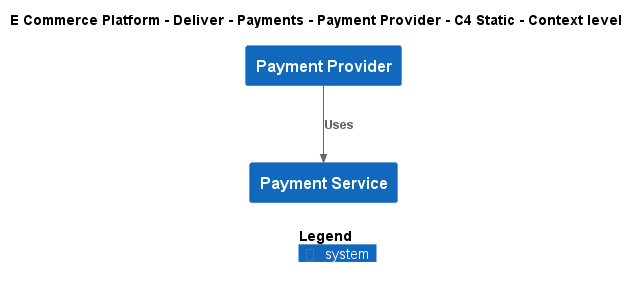 E Commerce Platform - Deliver - Payments - Payment Provider - C4 Static - Context level
Payment Provider
Uses
Payment Service
Legend
system